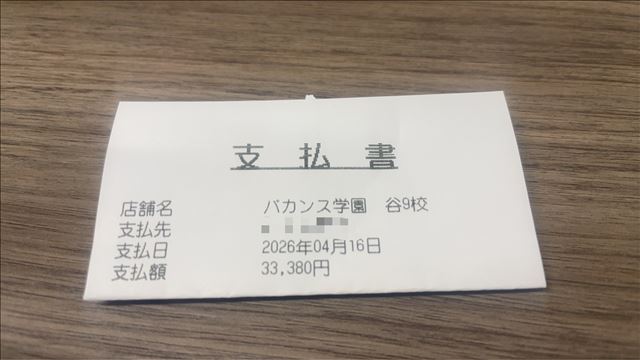 支 払 書
店舗名 バカンス学園 谷9校
支払先
支払日 2026年04月16日
支払額 33,380円